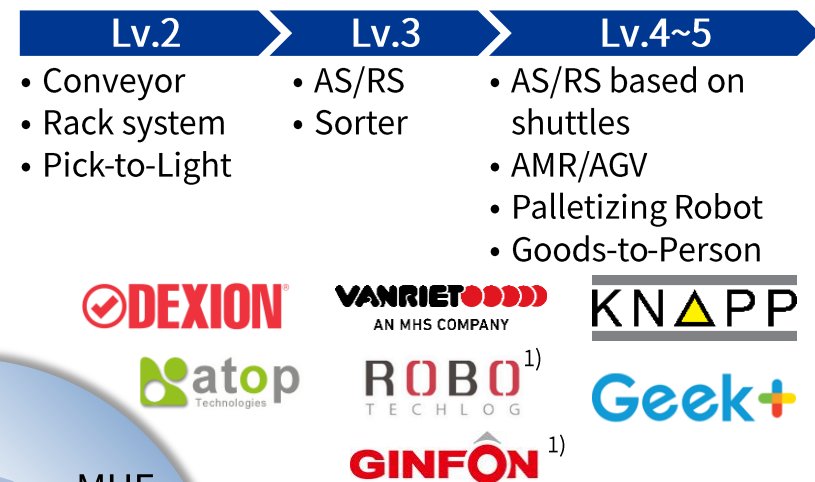 Lv.2
Lv.3
Lv.4~5
• Conveyor
• Rack system
• Pick-to-Light
• AS/RS
• Sorter
• AS/RS based on
shuttles
• AMR/AGV
• Palletizing Robot
• Goods-to-Person
DEXION®
VANRIET
AN MHS COMPANY
KNAPP
atop
Technologies
ROBO 1)
TECHLOG
Geek+
GINFON 1)
MHE